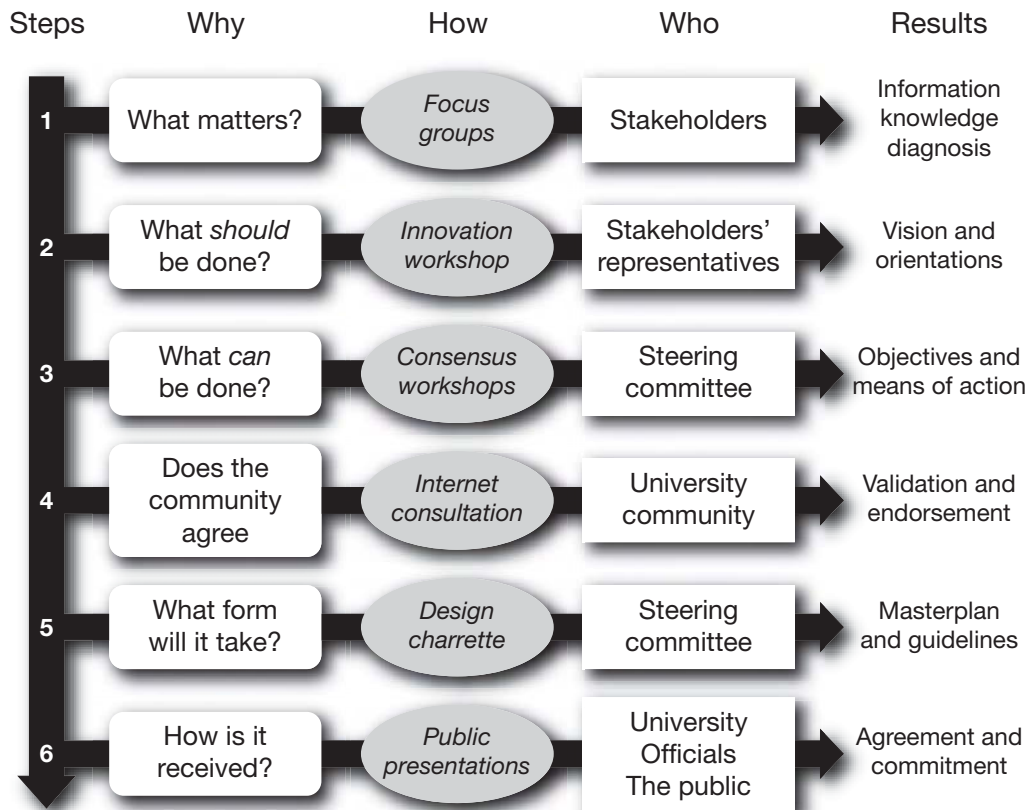 Steps Why How Who Results
1
What matters?
Focus
groups
Stakeholders
Information
knowledge
diagnosis
2
What should
be done?
Innovation
workshop
Stakeholders’
representatives
Vision and
orientations
3
What can
be done?
Consensus
workshops
Steering
committee
Objectives and
means of action
4
Does the
community
agree
Internet
consultation
University
community
Validation and
endorsement
5
What form
will it take?
Design
charrette
Steering
committee
Masterplan
and guidelines
6
How is it
received?
Public
presentations
University
Officials
The public
Agreement and
commitment